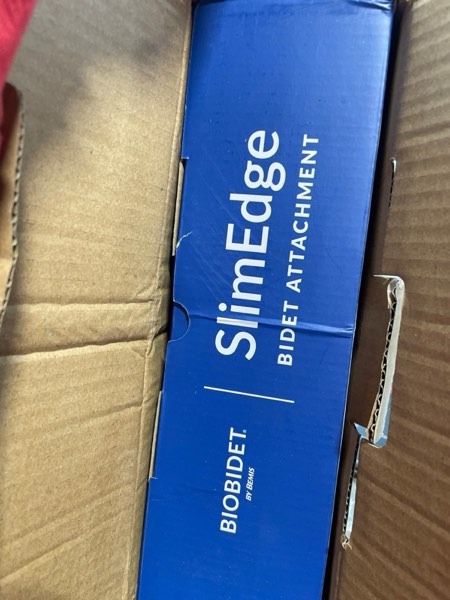 BIOBIDET®
BY BEMIS
SlimEdge
BIDET ATTACHMENT